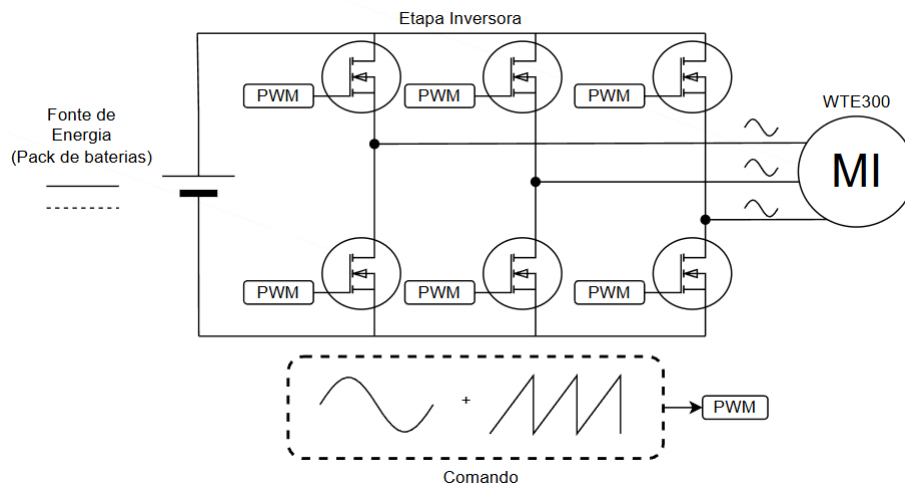 Etapa Inversora
PWM
PWM
PWM
WTE300
Fonte de
Energia
(Pack de baterias)
MI
PWM
PWM
PWM
+
PWM
Comando